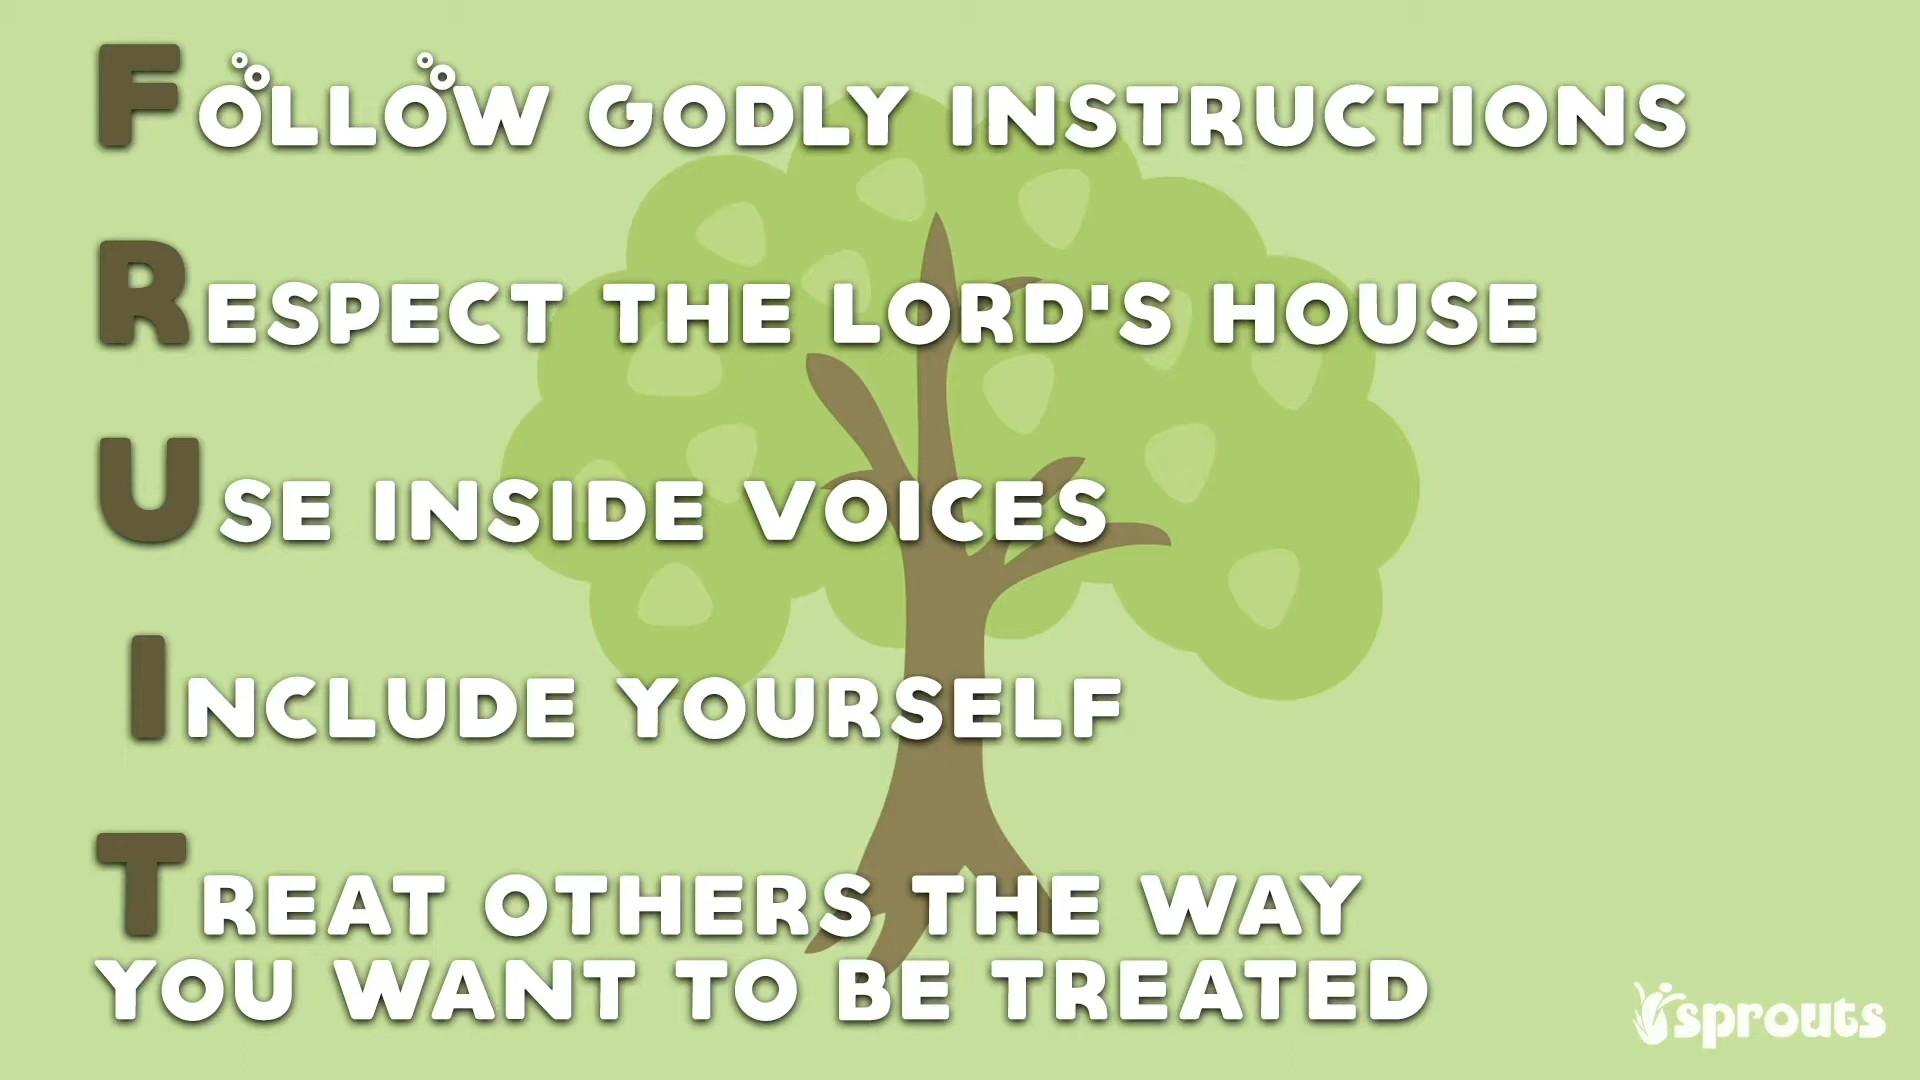 FOLLOW GODLY INSTRUCTIONS
RESPECT THE LORD'S HOUSE
USE INSIDE VOICES
INCLUDE YOURSELF
TREAT OTHERS THE WAY
YOU WANT TO BE TREATED
sprouts